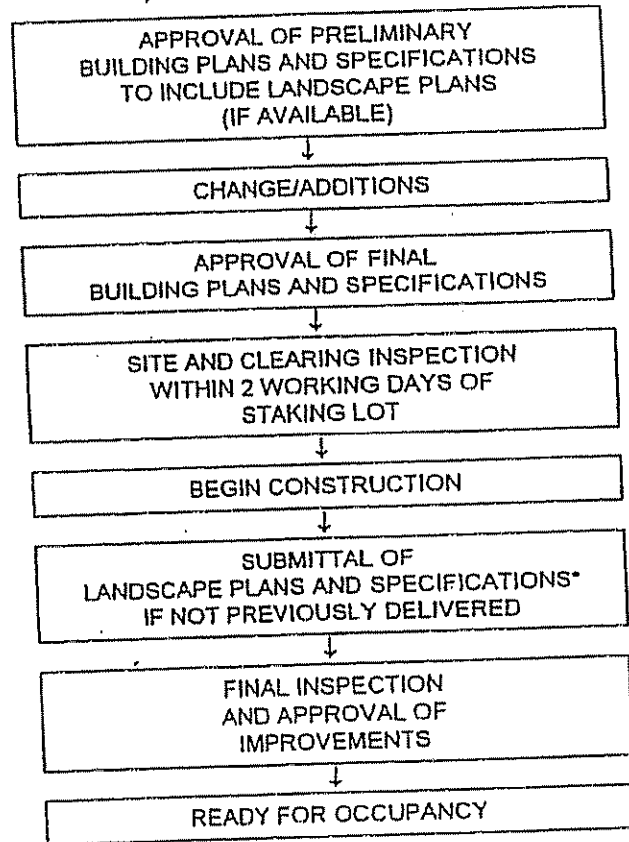 APPROVAL OF PRELIMINARY
BUILDING PLANS AND SPECIFICATIONS
TO INCLUDE LANDSCAPE PLANS
(IF AVAILABLE)
CHANGE/ADDITIONS
APPROVAL OF FINAL
BUILDING PLANS AND SPECIFICATIONS
SITE AND CLEARING INSPECTION
WITHIN 2 WORKING DAYS OF
STAKING LOT
BEGIN CONSTRUCTION
SUBMITTAL OF
LANDSCAPE PLANS AND SPECIFICATIONS*
IF NOT PREVIOUSLY DELIVERED
FINAL INSPECTION
AND APPROVAL OF
IMPROVEMENTS
READY FOR OCCUPANCY